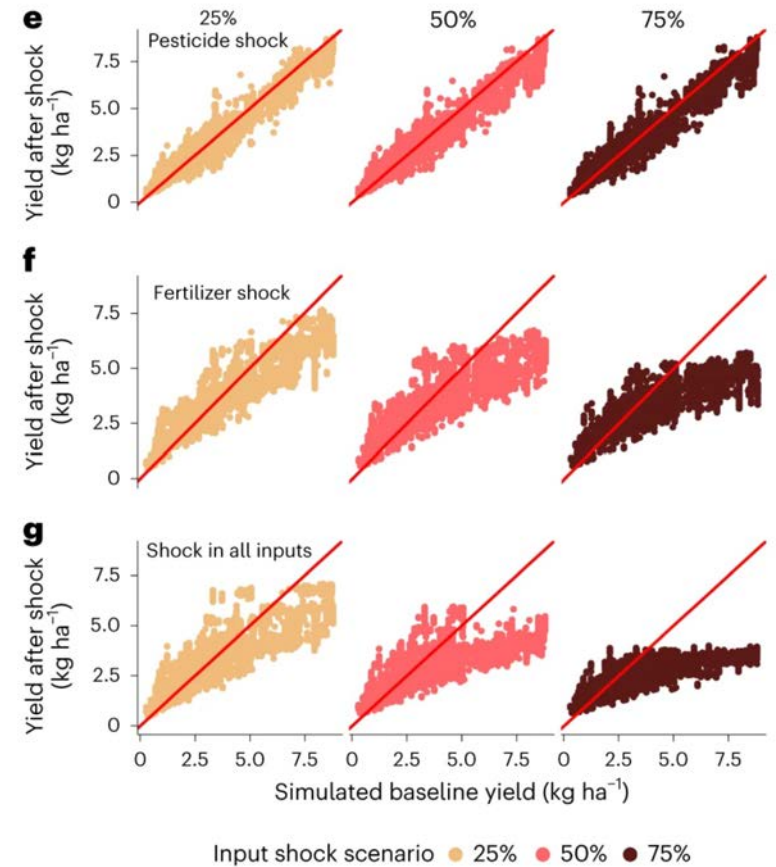 e
25%
50%
75%
Pesticide shock
Yield after shock
(kg ha⁻¹)
7.5
5.0
2.5
0
f
Fertilizer shock
Yield after shock
(kg ha⁻¹)
7.5
5.0
2.5
0
g
Shock in all inputs
Yield after shock
(kg ha⁻¹)
7.5
5.0
2.5
0
0 2.5 5.0 7.5 0 2.5 5.0 7.5 0 2.5 5.0 7.5
Simulated baseline yield (kg ha⁻¹)
Input shock scenario 25% 50% 75%